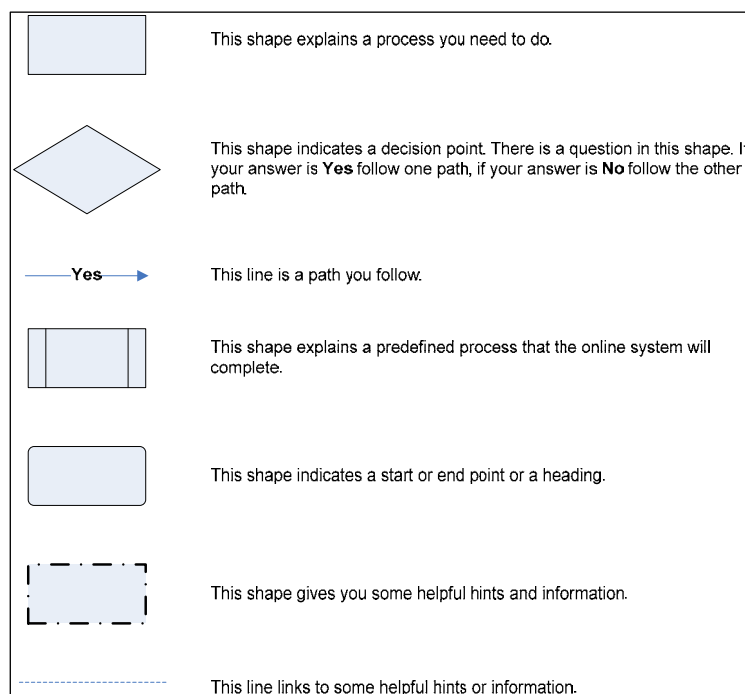 This shape explains a process you need to do.
This shape indicates a decision point. There is a question in this shape. If
your answer is Yes follow one path, if your answer is No follow the other
path.
Yes
This line is a path you follow.
This shape explains a predefined process that the online system will
complete.
This shape indicates a start or end point or a heading.
This shape gives you some helpful hints and information.
This line links to some helpful hints or information.